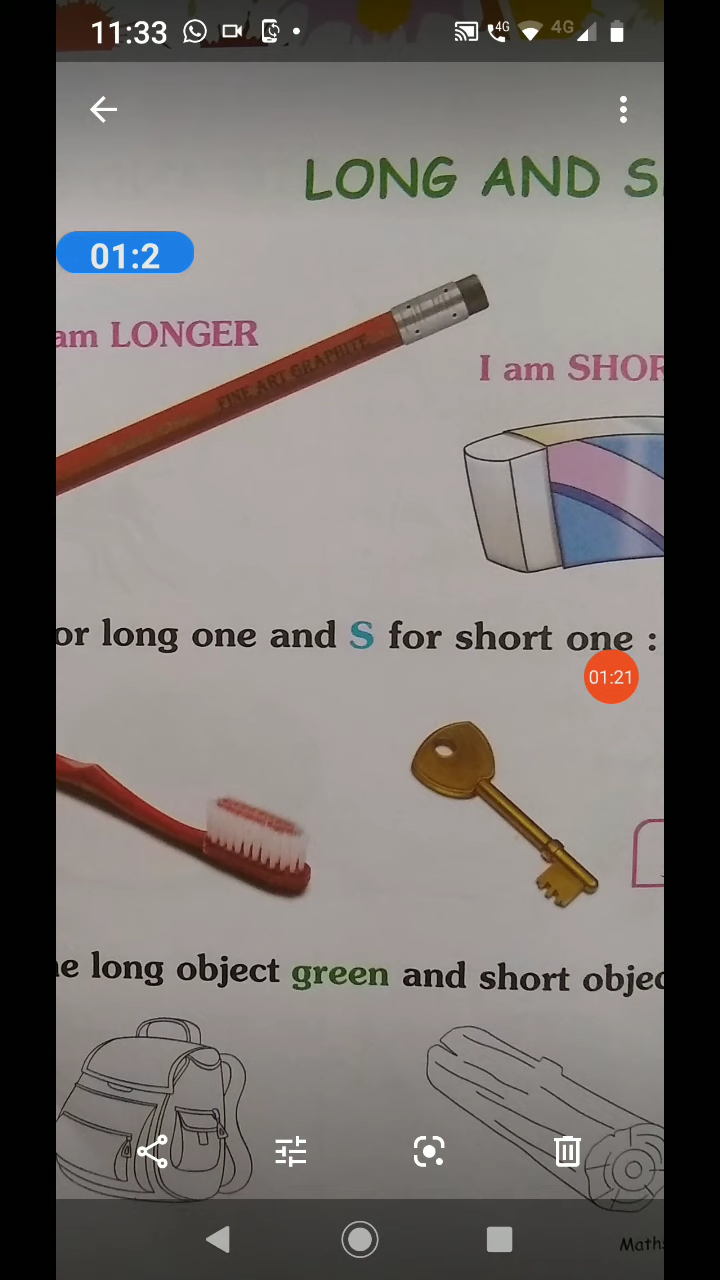 11:33
4G
4G
LONG AND S
01:2
am LONGER
FINE ART GRAPHITE
I am SHOR
or long one and S for short one :
01:21
e long object green and short objec
Maths